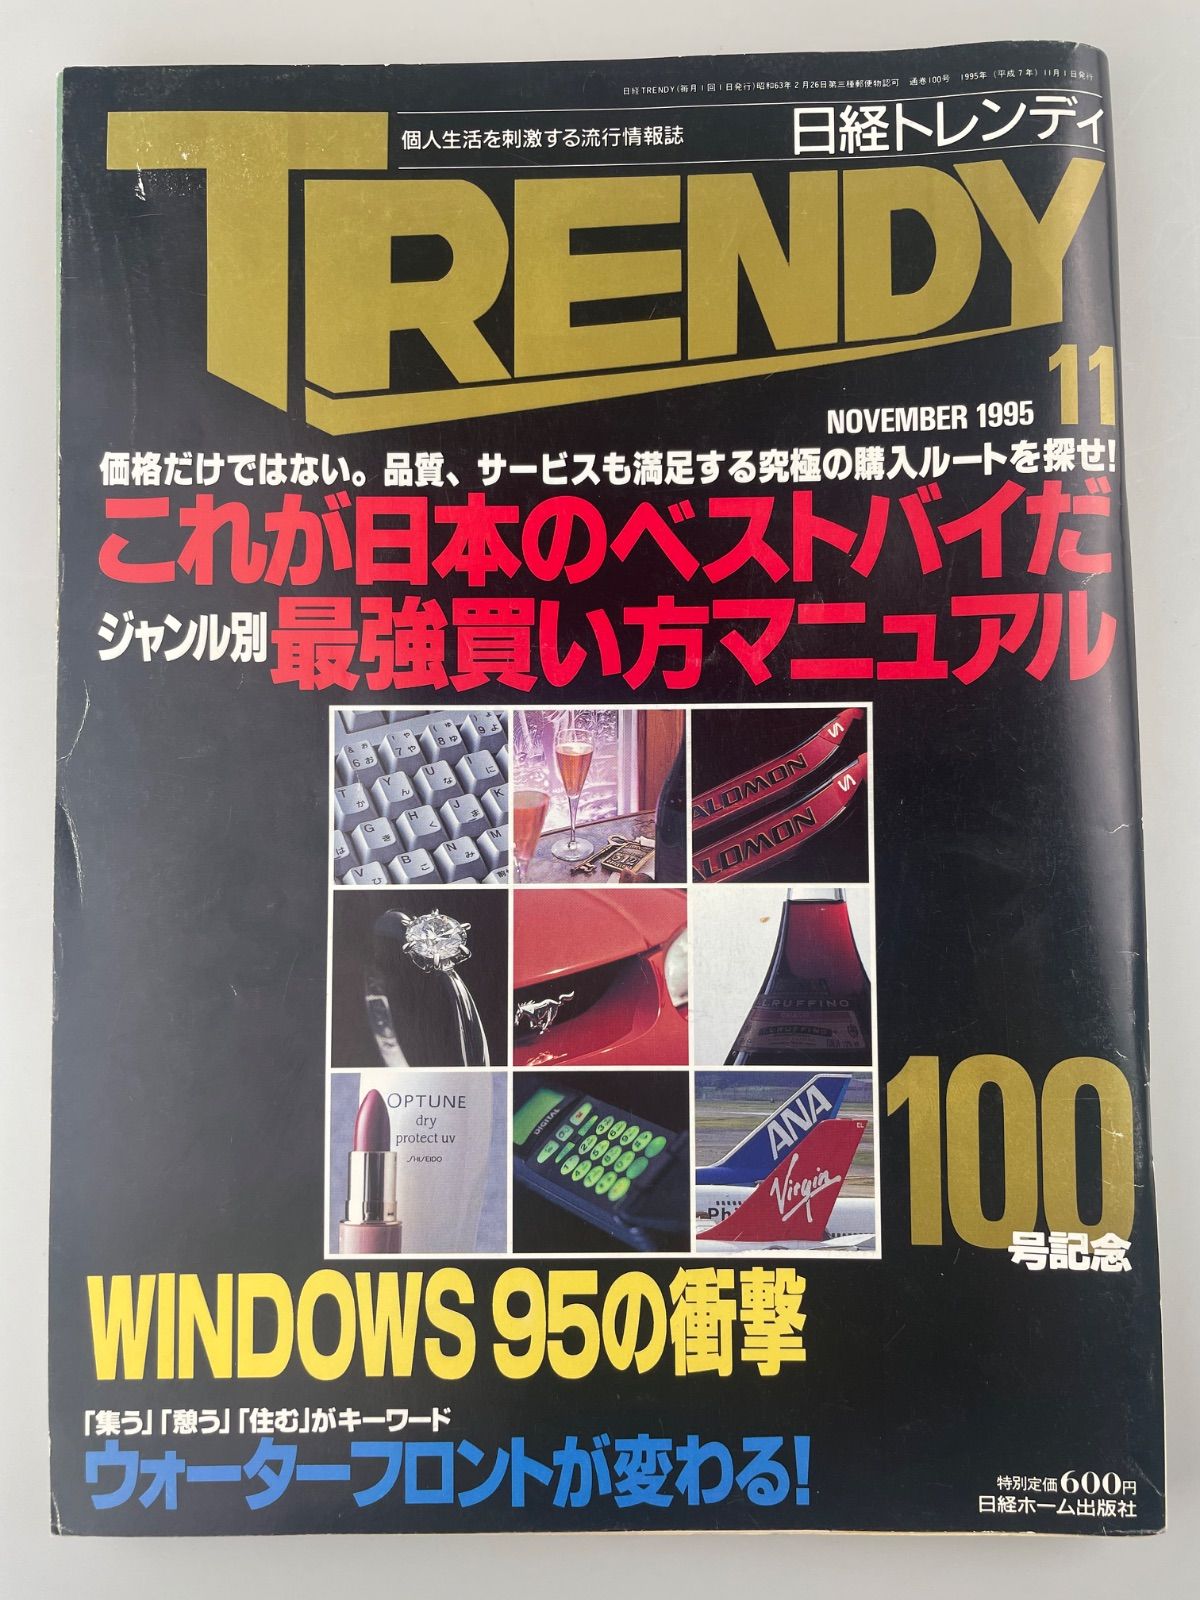 日経TRENDY(毎月1回1日発行)昭和63年2月26日第三種郵便物認可 通巻100号 1995年(平成7年)11月1日発行
個人生活を刺激する流行情報誌
日経トレンディ
TRENDY
11
NOVEMBER 1995
価格だけではない。品質、サービスも満足する究極の購入ルートを探せ!
これが日本のベストバイだ
ジャンル別 最強買い方マニュアル
SALOMON
SALOMON
RUFFINO
RUFFINO
OPTUNE
dry
protect uv
SHISEIDO
DIGITAL
ANA
EL
Virgin
Phi
100
号記念
WINDOWS 95の衝撃
「集う」「憩う」「住む」がキーワード
ウォーターフロントが変わる!
特別定価600円
日経ホーム出版社